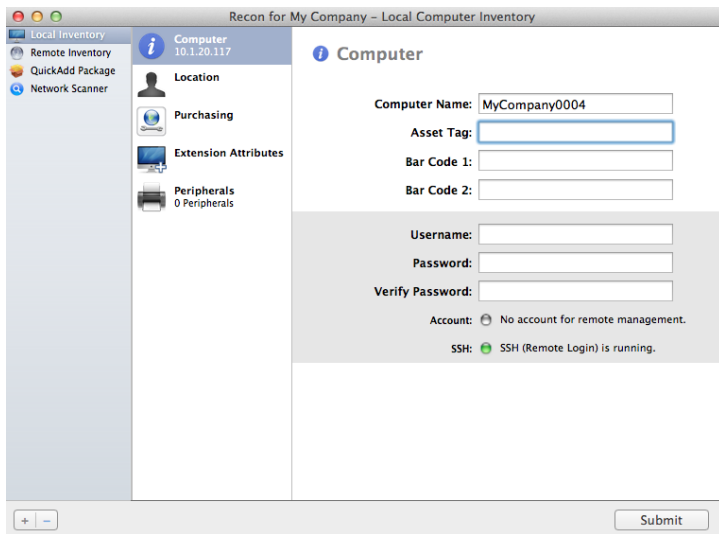 Recon for My Company – Local Computer Inventory
Local Inventory
Remote Inventory
QuickAdd Package
Network Scanner
Computer
10.1.20.117
Location
Purchasing
Extension Attributes
Peripherals
0 Peripherals
Computer
Computer Name: MyCompany0004
Asset Tag:
Bar Code 1:
Bar Code 2:
Username:
Password:
Verify Password:
Account: No account for remote management.
SSH: SSH (Remote Login) is running.
+ −
Submit